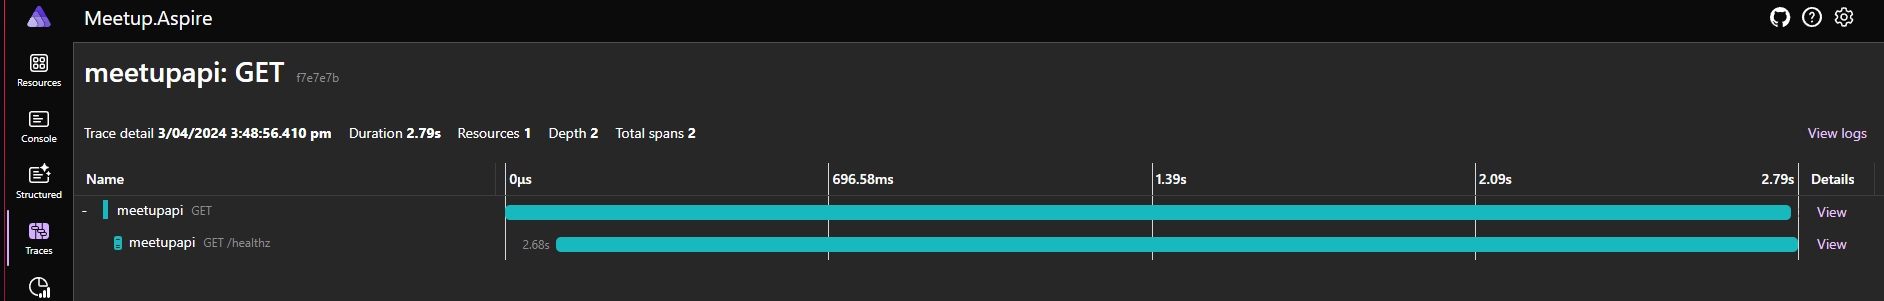 Meetup.Aspire
Resources
Console
Structured
Traces
meetupapi: GET f7e7e7b
Trace detail 3/04/2024 3:48:56.410 pm Duration 2.79s Resources 1 Depth 2 Total spans 2 View logs
Name 0μs 696.58ms 1.39s 2.09s 2.79s Details
- meetupapi GET View
meetupapi GET /healthz 2.68s View